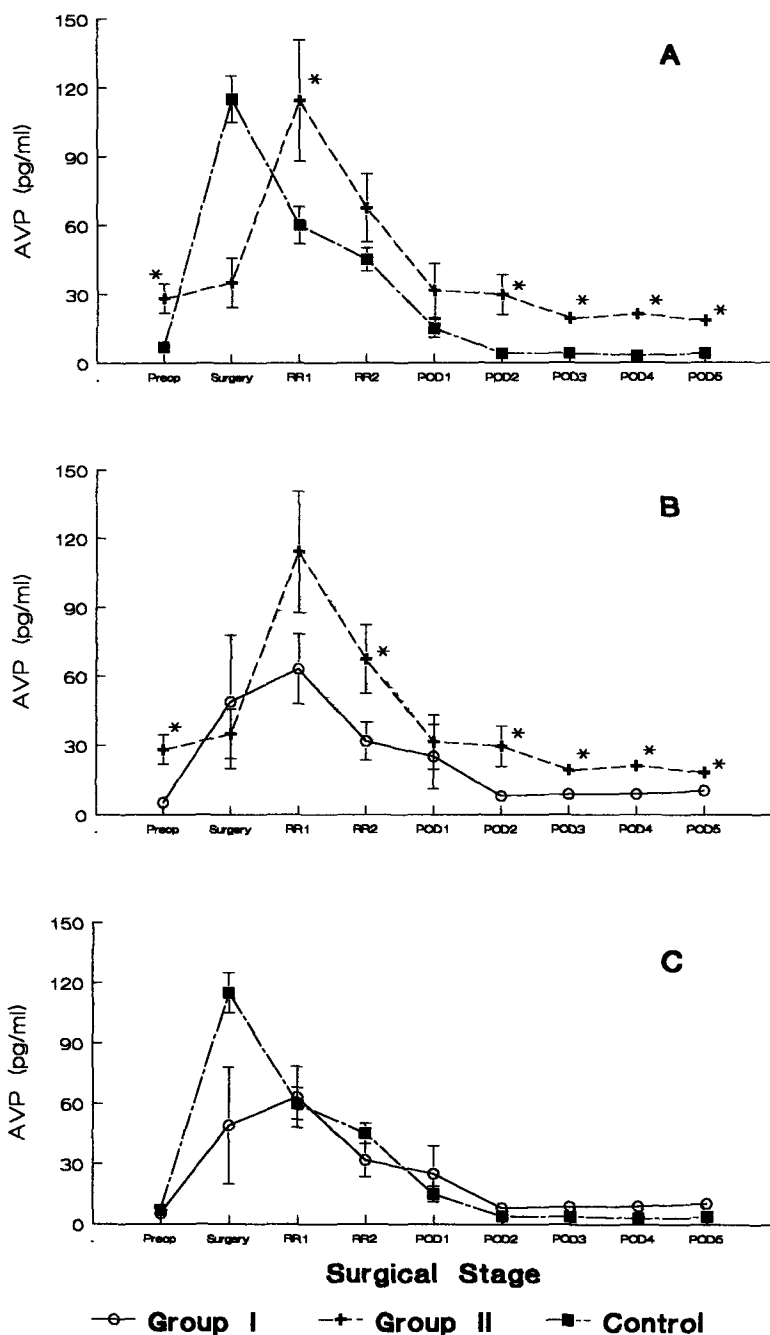 A
AVP (pg/ml)
150
120
90
60
30
0
*
*
*
*
*
*
Preop Surgery RR1 RR2 POD1 POD2 POD3 POD4 POD5
B
AVP (pg/ml)
150
120
90
60
30
0
*
*
*
*
*
*
Preop Surgery RR1 RR2 POD1 POD2 POD3 POD4 POD5
C
AVP (pg/ml)
150
120
90
60
30
0
Preop Surgery RR1 RR2 POD1 POD2 POD3 POD4 POD5
Surgical Stage
Group I Group II Control